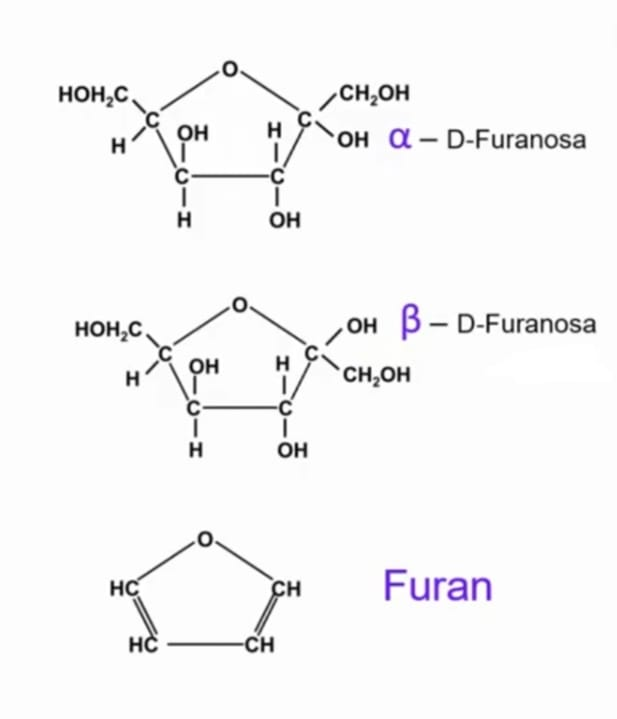 O
HOH₂C CH₂OH
C C
H OH H OH α – D-Furanosa
C C
H OH
O
HOH₂C OH β – D-Furanosa
C C
H OH H CH₂OH
C C
H OH
O
HC CH Furan
HC CH